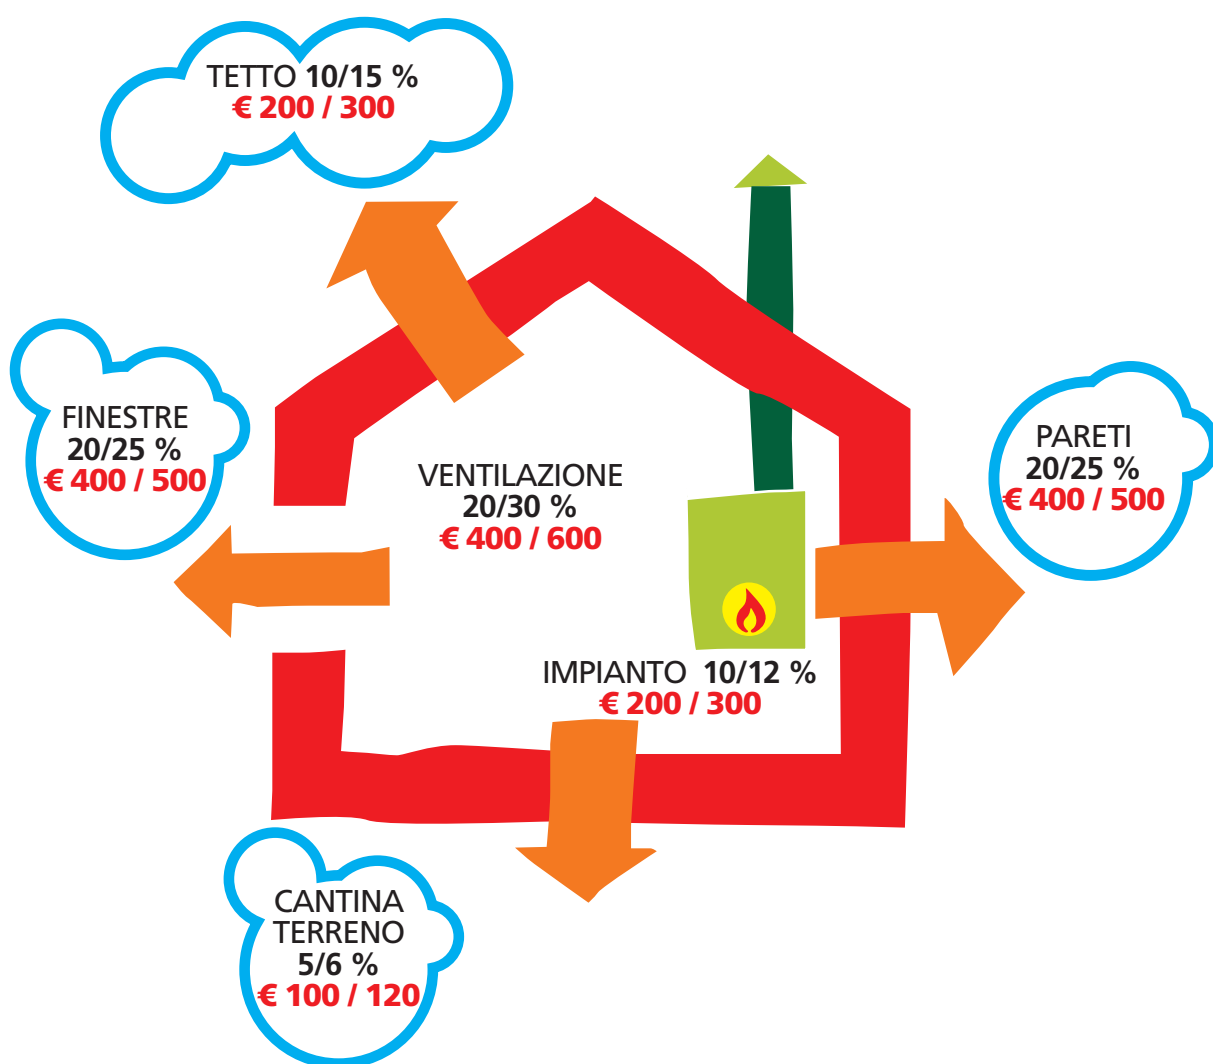 TETTO 10/15 %
€ 200 / 300
FINESTRE
20/25 %
€ 400 / 500
VENTILAZIONE
20/30 %
€ 400 / 600
PARETI
20/25 %
€ 400 / 500
IMPIANTO 10/12 %
€ 200 / 300
CANTINA
TERRENO
5/6 %
€ 100 / 120